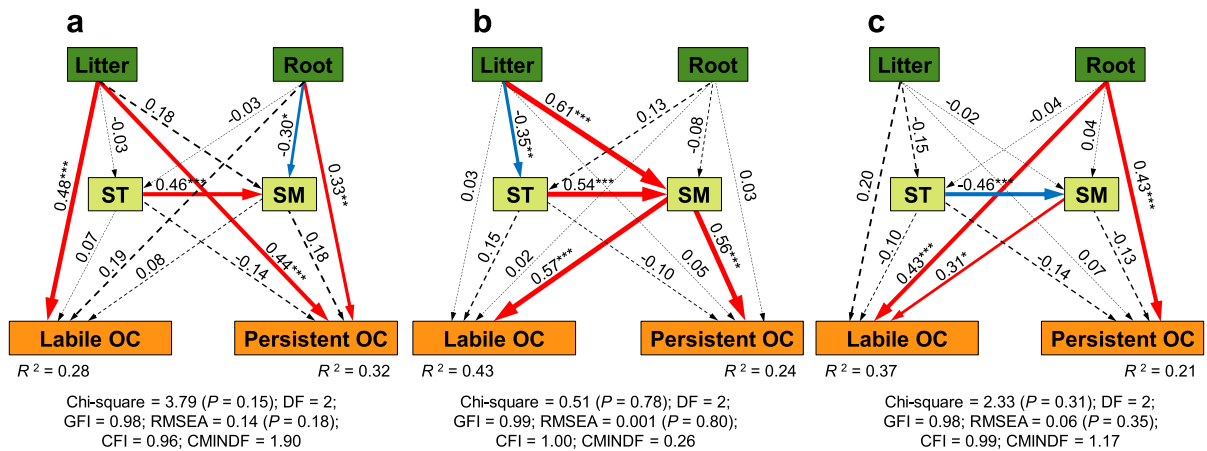 a
Litter
Root
0.18
-0.03
-0.03
-0.30*
0.48***
0.33**
ST
0.46***
SM
0.07
0.19
0.08
0.44***
0.18
-0.14
Labile OC
Persistent OC
R² = 0.28
R² = 0.32
Chi-square = 3.79 (P = 0.15); DF = 2;
GFI = 0.98; RMSEA = 0.14 (P = 0.18);
CFI = 0.96; CMINDF = 1.90
b
Litter
Root
0.61***
0.13
-0.35**
-0.08
0.03
0.03
ST
0.54***
SM
0.15
0.02
0.57***
0.05
0.56***
-0.10
Labile OC
Persistent OC
R² = 0.43
R² = 0.24
Chi-square = 0.51 (P = 0.78); DF = 2;
GFI = 0.99; RMSEA = 0.001 (P = 0.80);
CFI = 1.00; CMINDF = 0.26
c
Litter
Root
-0.02
-0.04
-0.15
0.04
0.20
0.43***
ST
-0.46***
SM
-0.10
0.43***
0.31*
0.07
-0.13
-0.14
Labile OC
Persistent OC
R² = 0.37
R² = 0.21
Chi-square = 2.33 (P = 0.31); DF = 2;
GFI = 0.98; RMSEA = 0.06 (P = 0.35);
CFI = 0.99; CMINDF = 1.17